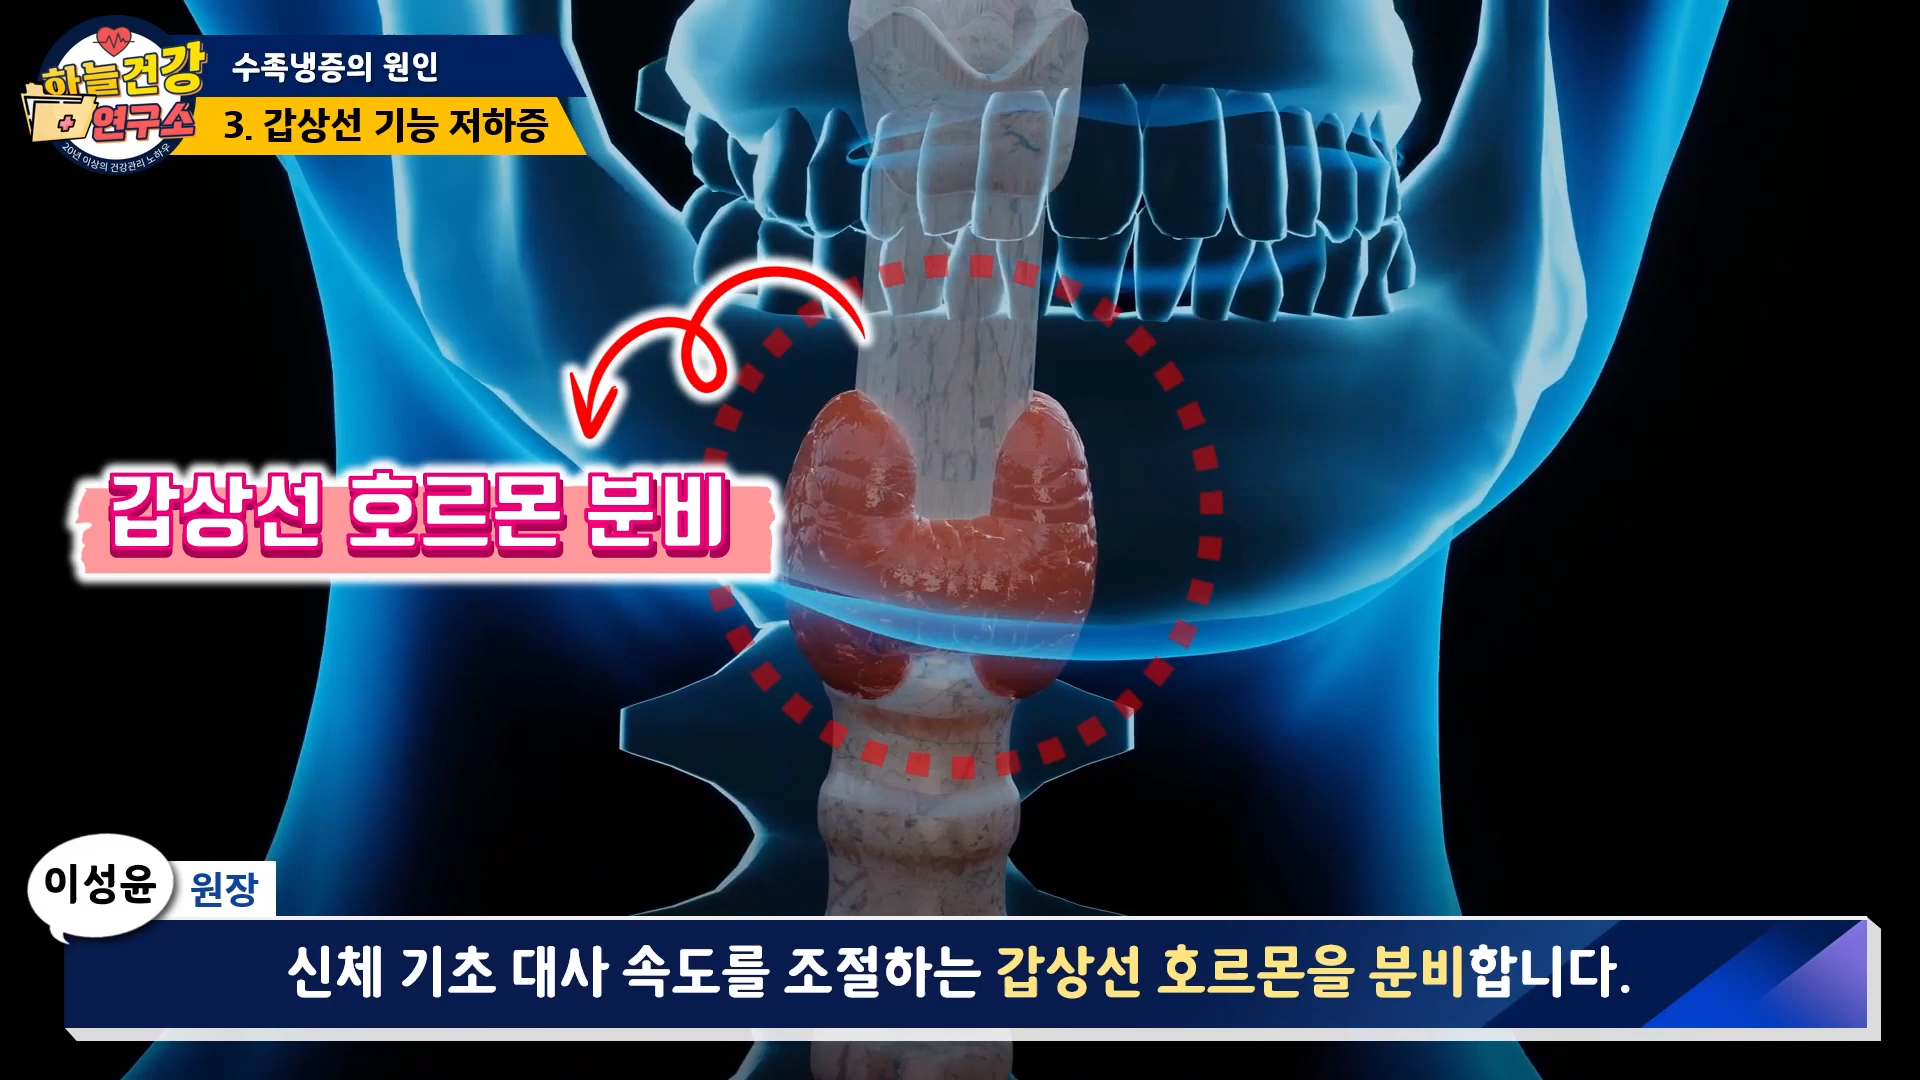 하늘건강
연구소
20년 이상의 건강관리 노하우
수족냉증의 원인
3. 갑상선 기능 저하증
갑상선 호르몬 분비
이성윤 원장
신체 기초 대사 속도를 조절하는 갑상선 호르몬을 분비합니다.